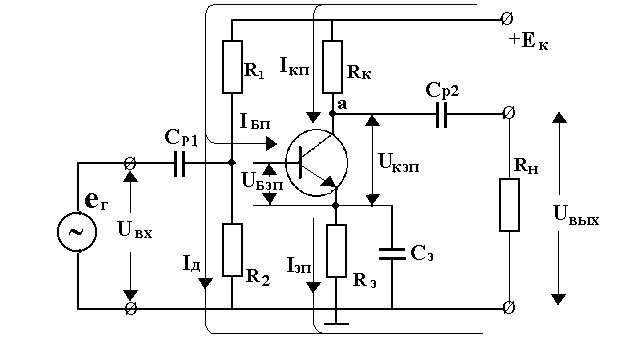 +Eк
R1
Iкп
Rк
a
Cр2
Iбп
Cр1
Uбэп
Uкэп
Rн
eг
~
Uвх
Uвых
Iд
R2
Iэп
Rэ
Cэ